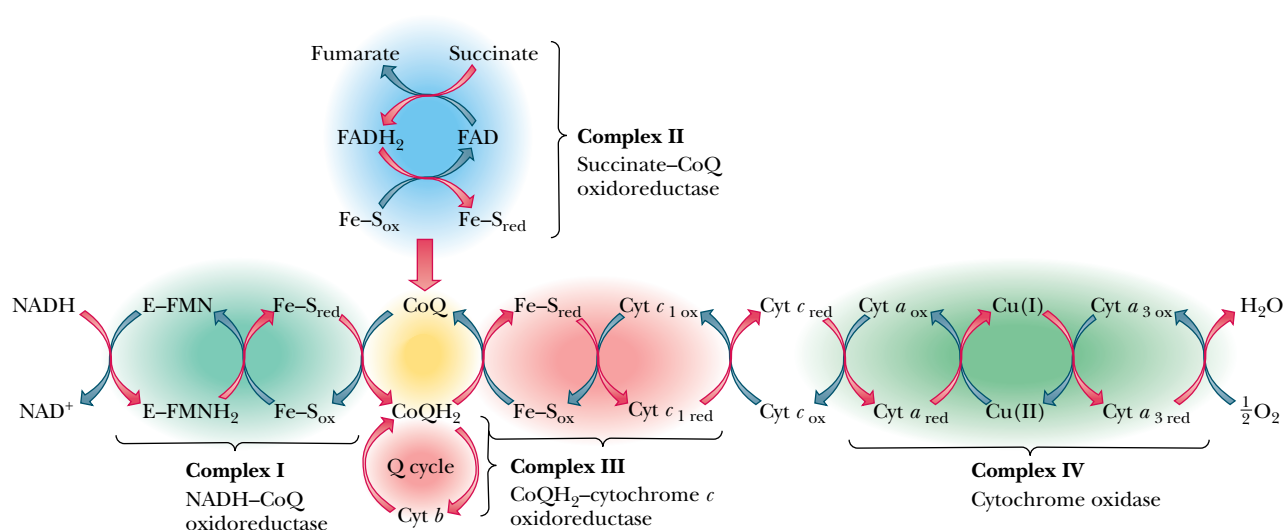 Fumarate Succinate
FADH₂ FAD
Complex II
Succinate–CoQ
oxidoreductase
Fe–Sox Fe–Sred
NADH E–FMN Fe–Sred CoQ Fe–Sred Cyt c1 ox Cyt c red Cyt a ox Cu(I) Cyt a3 ox H₂O
NAD⁺ E–FMNH₂ Fe–Sox CoQH₂ Fe–Sox Cyt c1 red Cyt c ox Cyt a red Cu(II) Cyt a3 red ½O₂
Complex I
NADH–CoQ
oxidoreductase
Q cycle
Cyt b
Complex III
CoQH₂–cytochrome c
oxidoreductase
Complex IV
Cytochrome oxidase